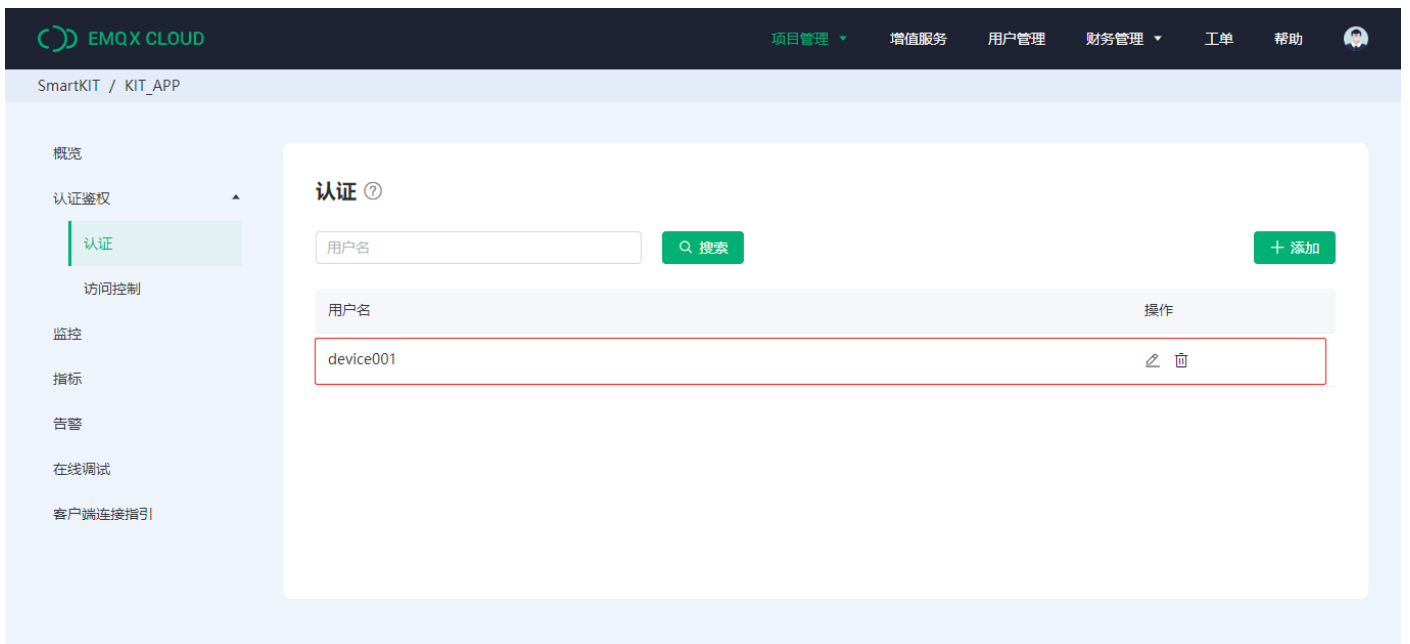 EMQX CLOUD 项目管理 增值服务 用户管理 财务管理 工单 帮助
SmartKIT / KIT_APP
概览
认证鉴权
认证
访问控制
监控
指标
告警
在线调试
客户端连接指引
认证
用户名 搜索 添加
用户名 操作
device001